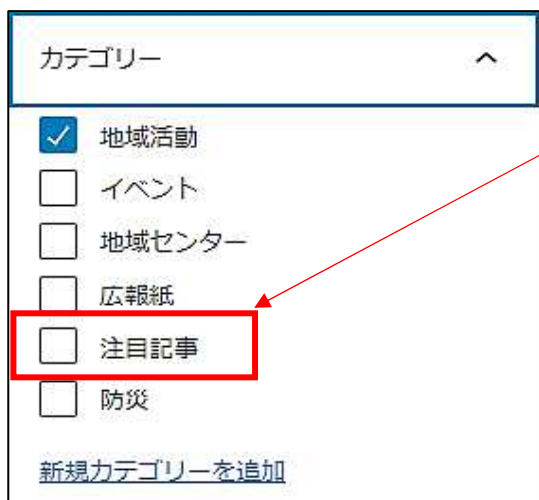 カテゴリー
地域活動
イベント
地域センター
広報紙
注目記事
防災
新規カテゴリーを追加